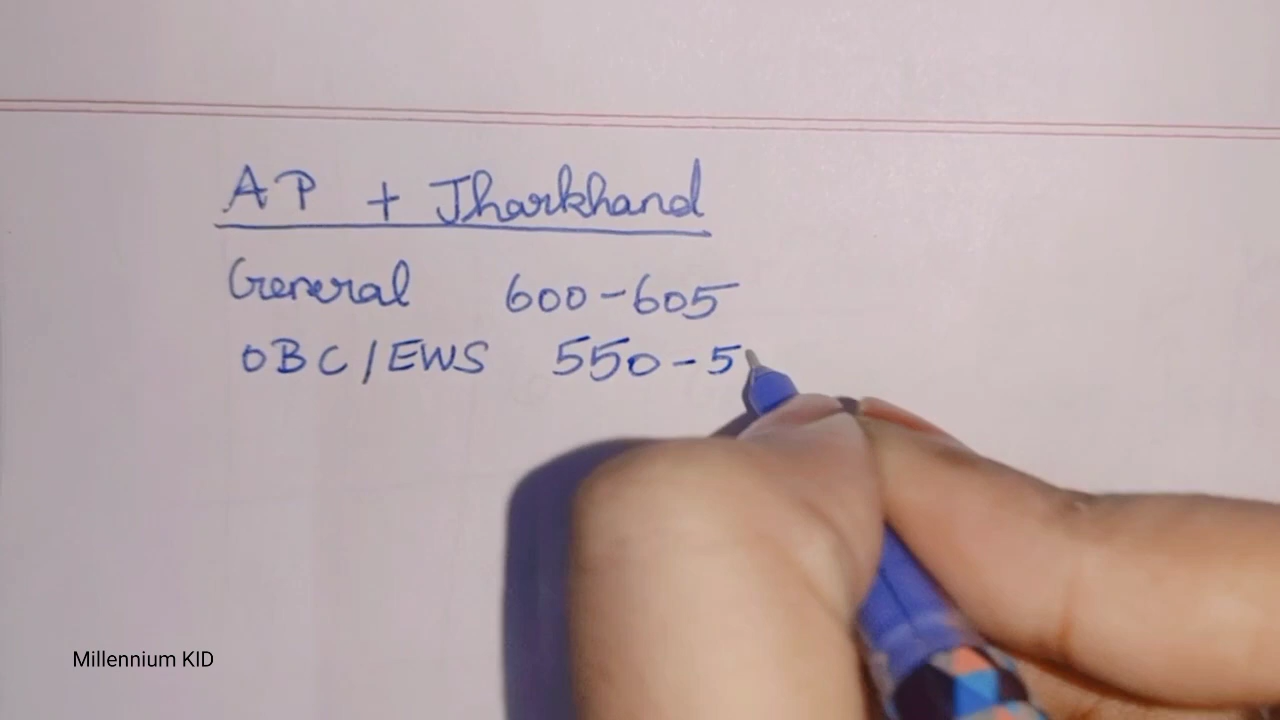 AP + Jharkhand
General 600-605
OBC/EWS 550-5
Millennium KID